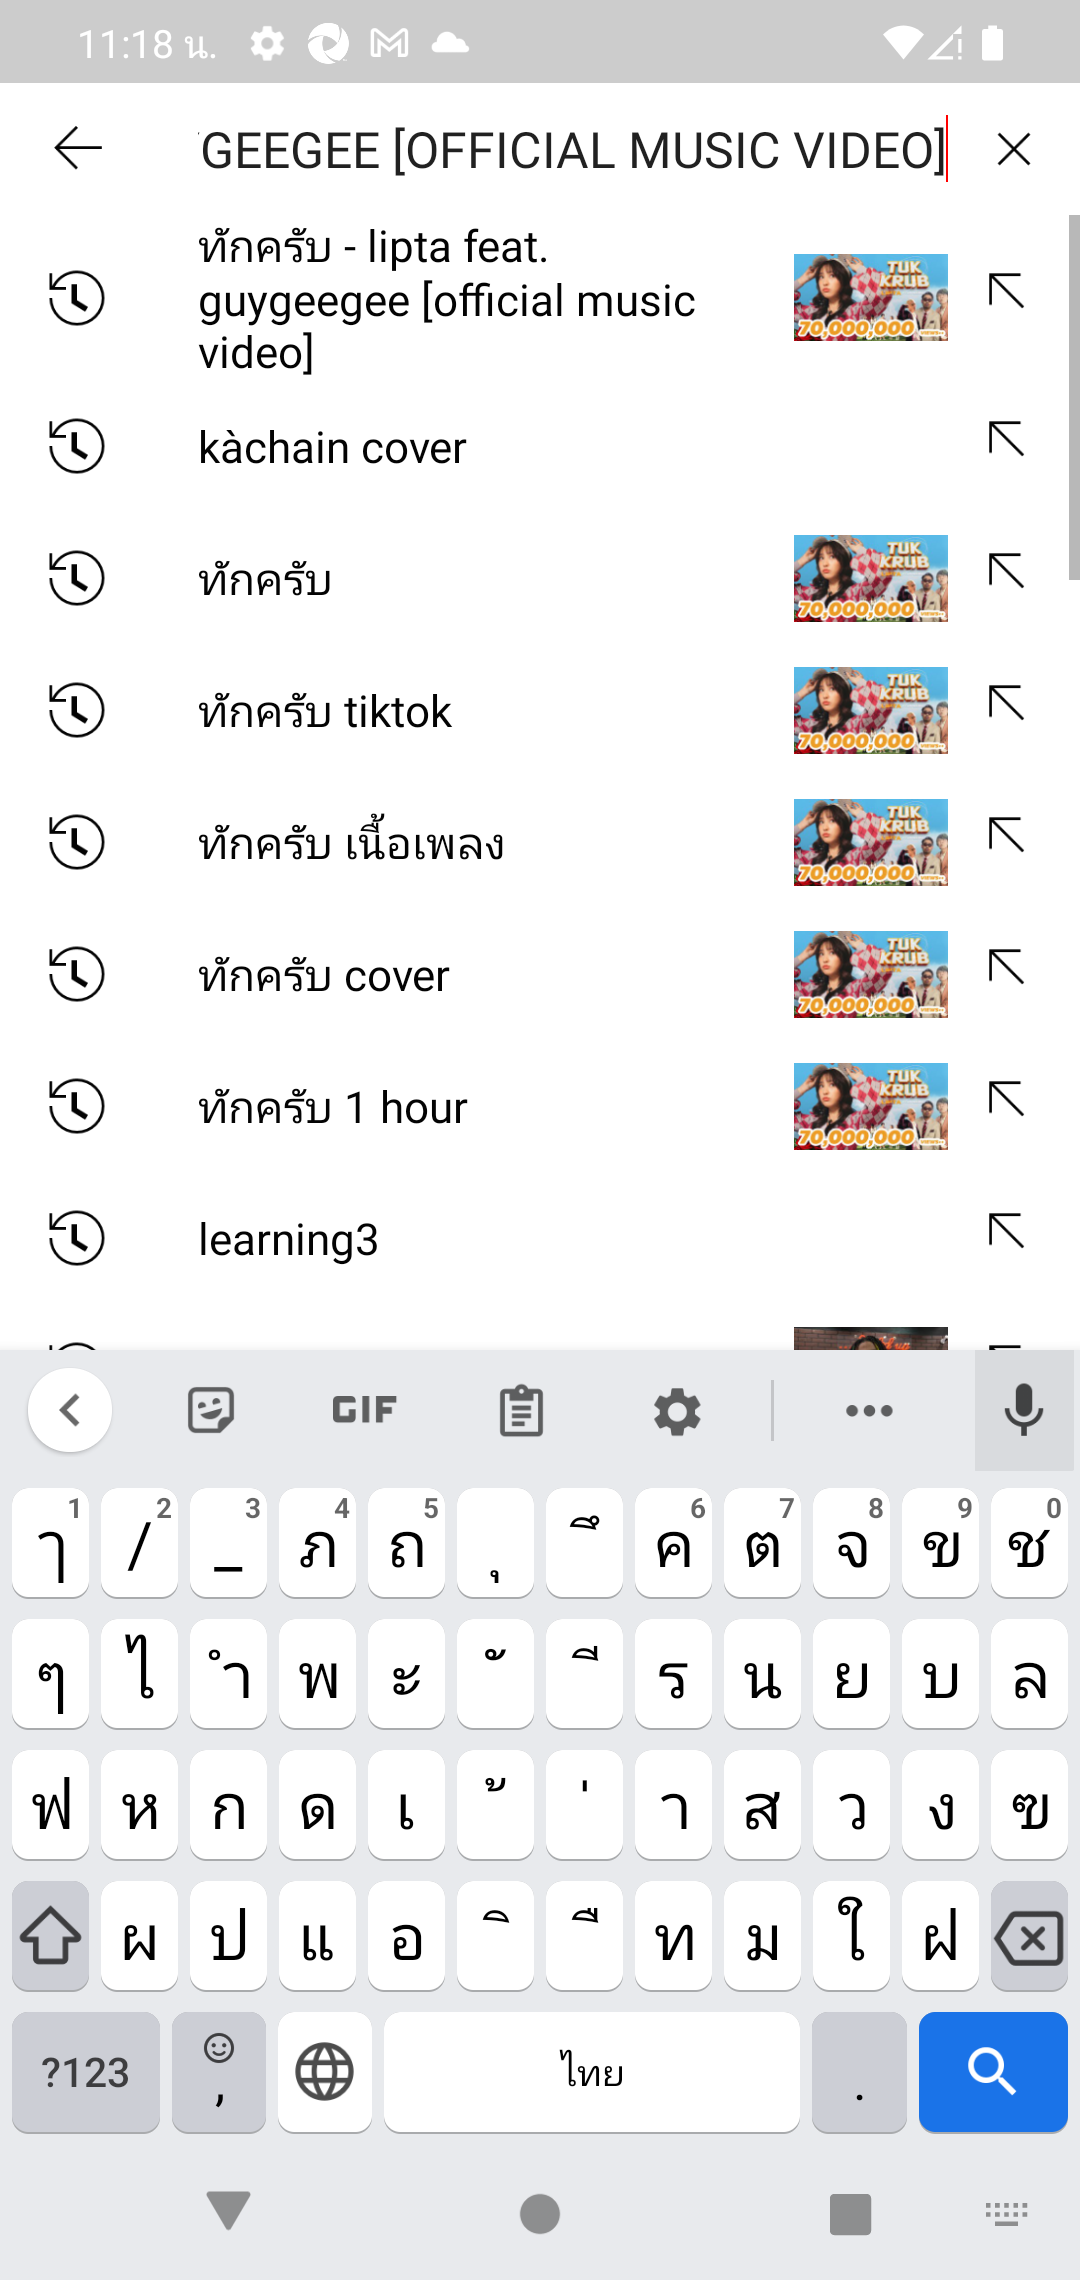 11:18 น.
GEEGEE [OFFICIAL MUSIC VIDEO]
ทักครับ - lipta feat.
guygeegee [official music
video]
TUK
KRUB
70,000,000
kàchain cover
ทักครับ
TUK
KRUB
70,000,000
ทักครับ tiktok
TUK
KRUB
70,000,000
ทักครับ เนื้อเพลง
TUK
KRUB
70,000,000
ทักครับ cover
TUK
KRUB
70,000,000
ทักครับ 1 hour
TUK
KRUB
70,000,000
learning3
GIF
ๅ 1 / 2 _ 3 ภ 4 ถ 5 ุ ึ ค 6 ต 7 จ 8 ข 9 ช 0
ๆ ไ ำ พ ะ ั ี ร น ย บ ล
ฟ ห ก ด เ ้ ่ า ส ว ง ฃ
ผ ป แ อ ิ ื ท ม ใ ฝ
?123 , ไทย .